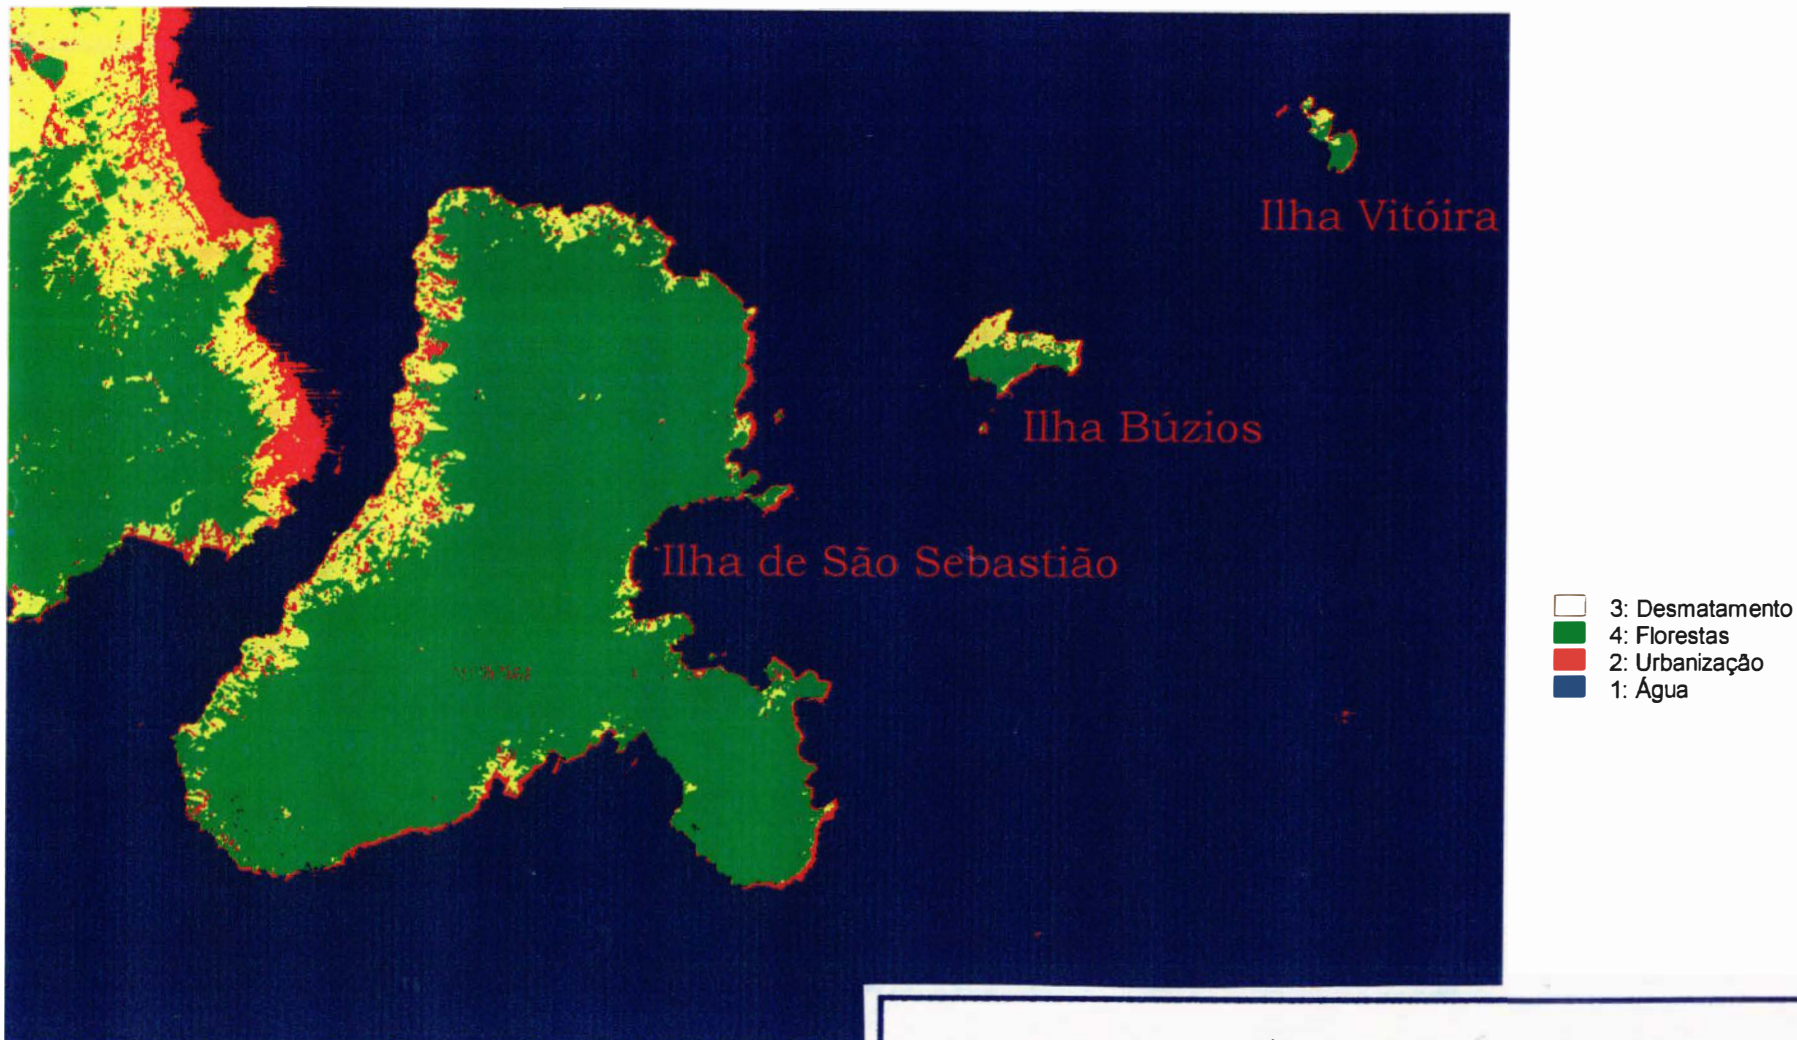 Ilha Vitóira
Ilha Búzios
Ilha de São Sebastião
3: Desmatamento
4: Florestas
2: Urbanização
1: Água